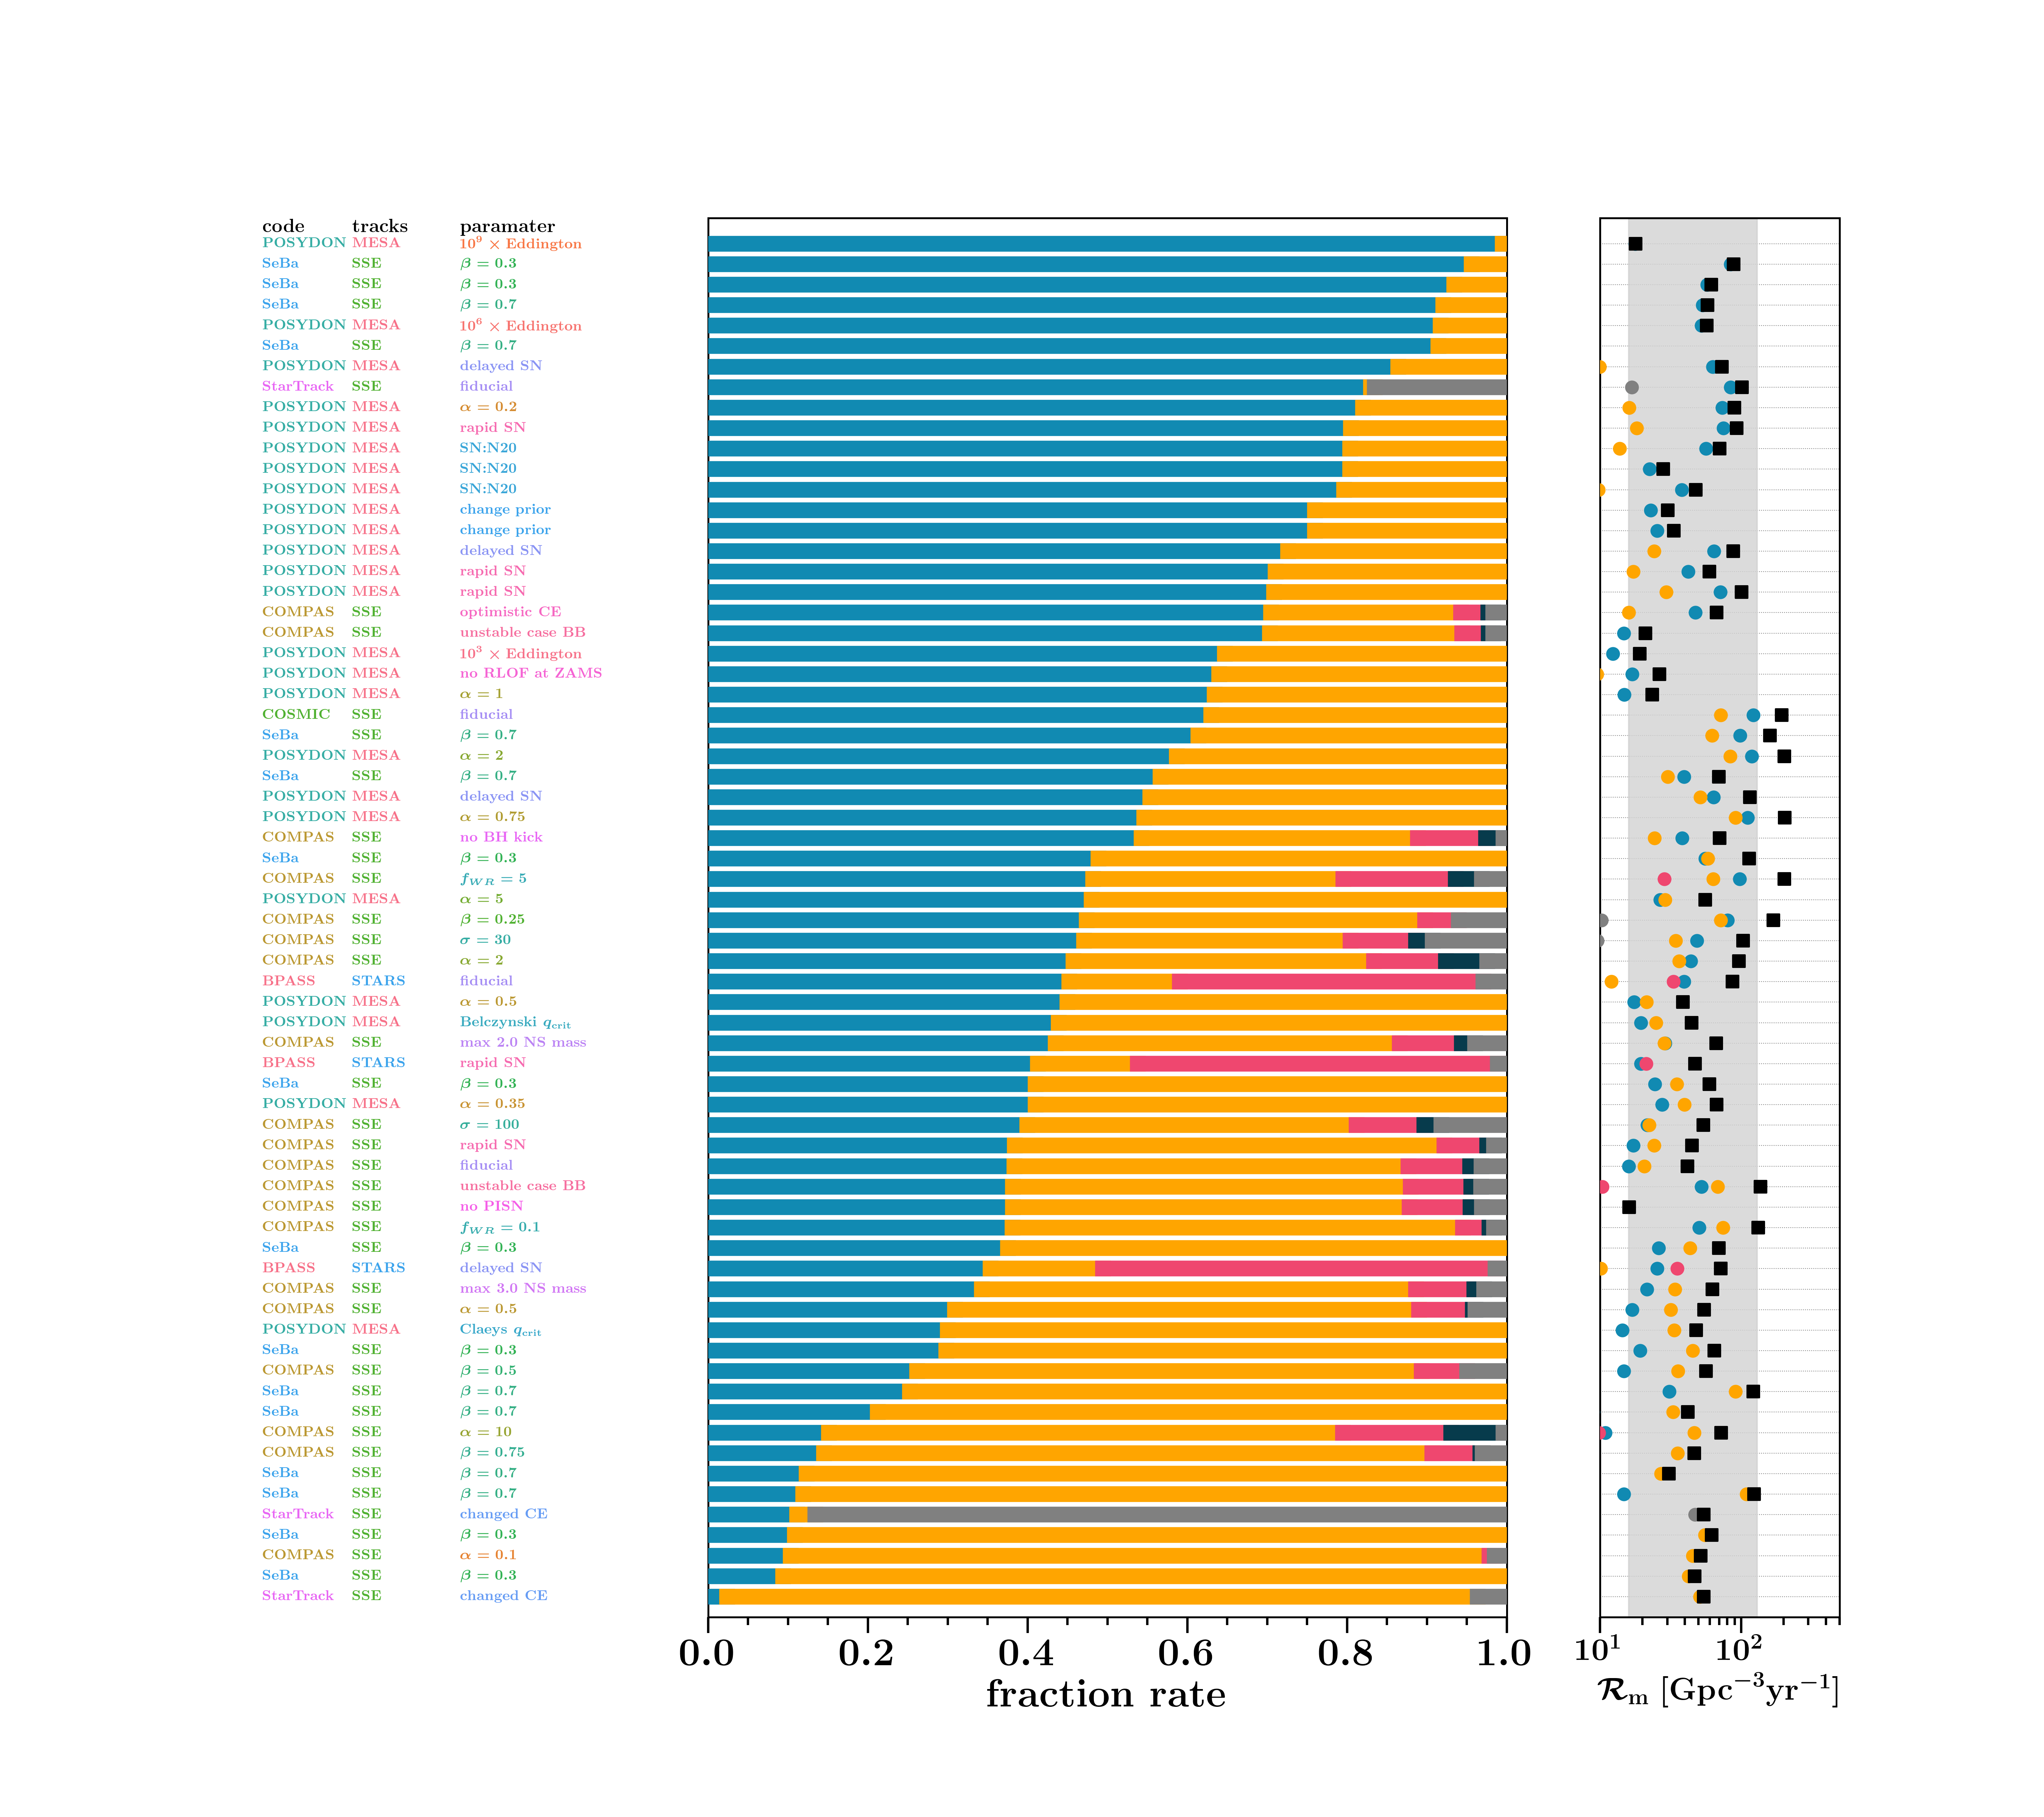 code tracks paramater
POSYDON MESA 10⁹ × Eddington
SeBa SSE β = 0.3
SeBa SSE β = 0.3
SeBa SSE β = 0.7
POSYDON MESA 10⁶ × Eddington
SeBa SSE β = 0.7
POSYDON MESA delayed SN
StarTrack SSE fiducial
POSYDON MESA α = 0.2
POSYDON MESA rapid SN
POSYDON MESA SN:N20
POSYDON MESA SN:N20
POSYDON MESA SN:N20
POSYDON MESA change prior
POSYDON MESA change prior
POSYDON MESA delayed SN
POSYDON MESA rapid SN
POSYDON MESA rapid SN
COMPAS SSE optimistic CE
COMPAS SSE unstable case BB
POSYDON MESA 10³ × Eddington
POSYDON MESA no RLOF at ZAMS
POSYDON MESA α = 1
COSMIC SSE fiducial
SeBa SSE β = 0.7
POSYDON MESA α = 2
SeBa SSE β = 0.7
POSYDON MESA delayed SN
POSYDON MESA α = 0.75
COMPAS SSE no BH kick
SeBa SSE β = 0.3
COMPAS SSE f_WR = 5
POSYDON MESA α = 5
COMPAS SSE β = 0.25
COMPAS SSE σ = 30
COMPAS SSE α = 2
BPASS STARS fiducial
POSYDON MESA α = 0.5
POSYDON MESA Belczynski q_crit
COMPAS SSE max 2.0 NS mass
BPASS STARS rapid SN
SeBa SSE β = 0.3
POSYDON MESA α = 0.35
COMPAS SSE σ = 100
COMPAS SSE rapid SN
COMPAS SSE fiducial
COMPAS SSE unstable case BB
COMPAS SSE no PISN
COMPAS SSE f_WR = 0.1
SeBa SSE β = 0.3
BPASS STARS delayed SN
COMPAS SSE max 3.0 NS mass
COMPAS SSE α = 0.5
POSYDON MESA Claeys q_crit
SeBa SSE β = 0.3
COMPAS SSE β = 0.5
SeBa SSE β = 0.7
SeBa SSE β = 0.7
COMPAS SSE α = 10
COMPAS SSE β = 0.75
SeBa SSE β = 0.7
SeBa SSE β = 0.7
StarTrack SSE changed CE
SeBa SSE β = 0.3
COMPAS SSE α = 0.1
SeBa SSE β = 0.3
StarTrack SSE changed CE
0.0 0.2 0.4 0.6 0.8 1.0
fraction rate
10¹ 10²
ℛ_m [Gpc⁻³yr⁻¹]